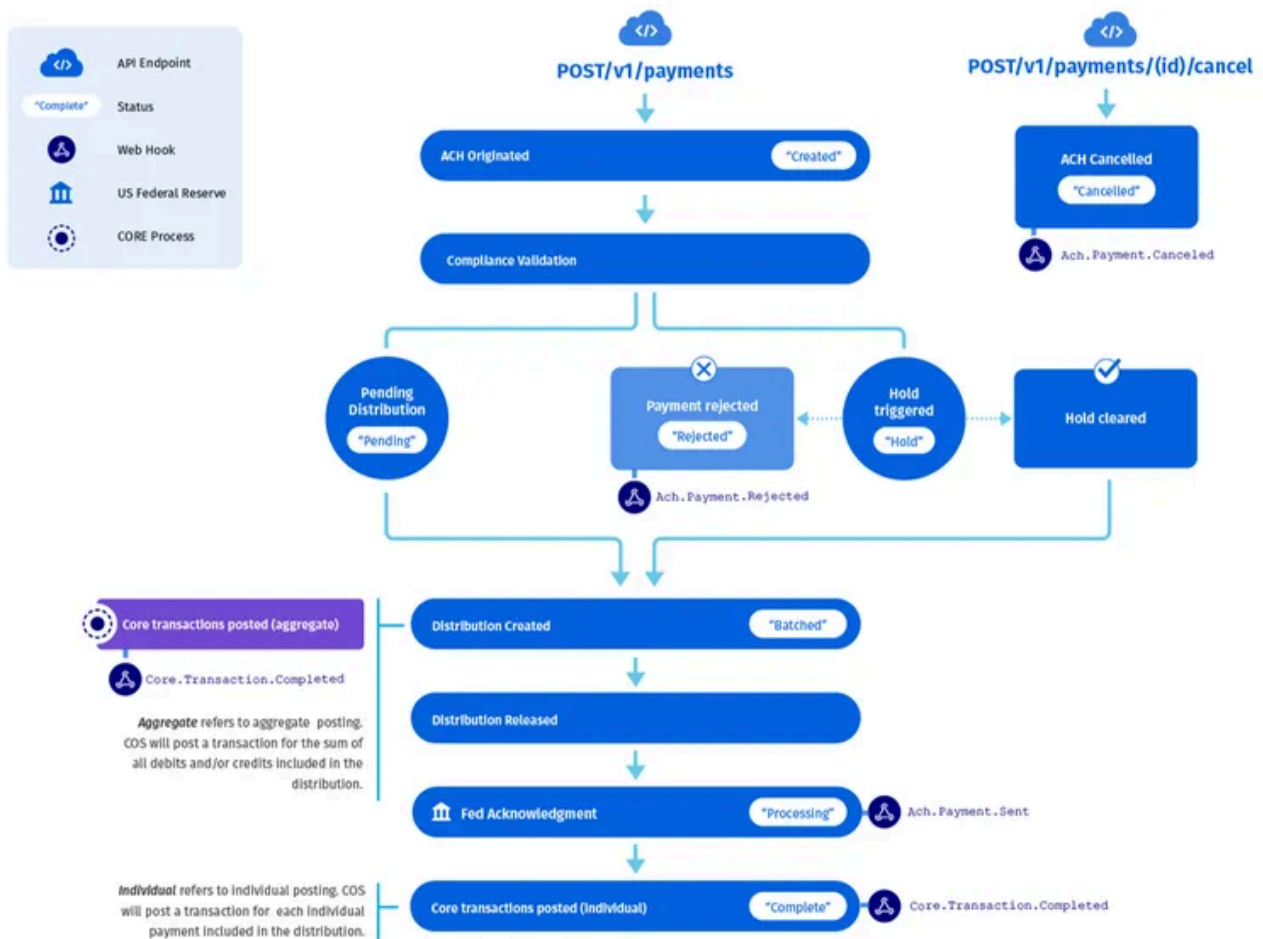 POST/v1/payments
POST/v1/payments/(id)/cancel
API Endpoint
"Complete"
Status
Web Hook
US Federal Reserve
CORE Process
ACH Originated
"Created"
ACH Cancelled
"Cancelled"
Ach.Payment.Canceled
Compliance Validation
Pending
Distribution
"Pending"
Payment rejected
"Rejected"
Ach.Payment.Rejected
Hold
triggered
"Hold"
Hold cleared
Core transactions posted (aggregate)
Core.Transaction.Completed
Aggregate refers to aggregate posting.
COS will post a transaction for the sum of
all debits and/or credits included in the
distribution.
Distribution Created
"Batched"
Distribution Released
Fed Acknowledgment
"Processing"
Ach.Payment.Sent
Individual refers to individual posting. COS
will post a transaction for each individual
payment included in the distribution.
Core transactions posted (Individual)
"Complete"
Core.Transaction.Completed